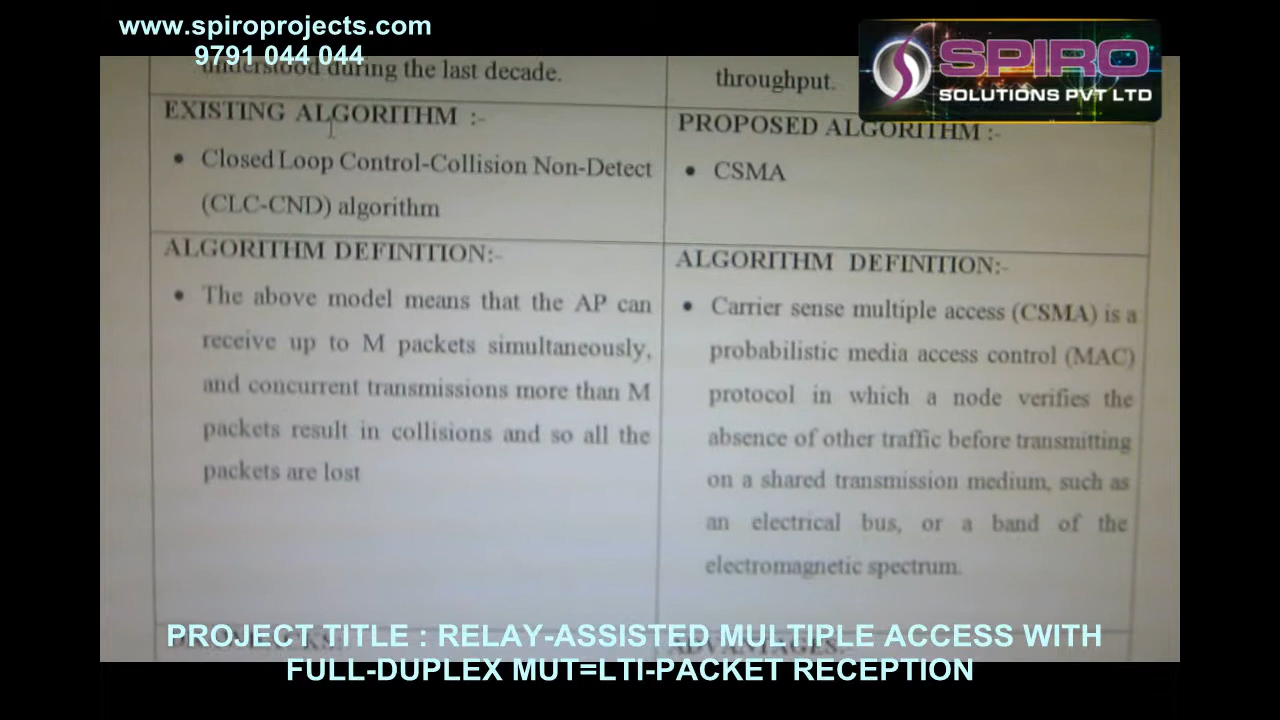 www.spiroprojects.com
9791 044 044
SPIRO
SOLUTIONS PVT LTD
understood during the last decade.
throughput.
EXISTING ALGORITHM :-
• Closed Loop Control-Collision Non-Detect
(CLC-CND) algorithm
PROPOSED ALGORITHM :-
• CSMA
ALGORITHM DEFINITION:-
• The above model means that the AP can
receive up to M packets simultaneously,
and concurrent transmissions more than M
packets result in collisions and so all the
packets are lost
ALGORITHM DEFINITION:-
• Carrier sense multiple access (CSMA) is a
probabilistic media access control (MAC)
protocol in which a node verifies the
absence of other traffic before transmitting
on a shared transmission medium, such as
an electrical bus, or a band of the
electromagnetic spectrum.
PROJECT TITLE : RELAY-ASSISTED MULTIPLE ACCESS WITH
FULL-DUPLEX MUT=LTI-PACKET RECEPTION